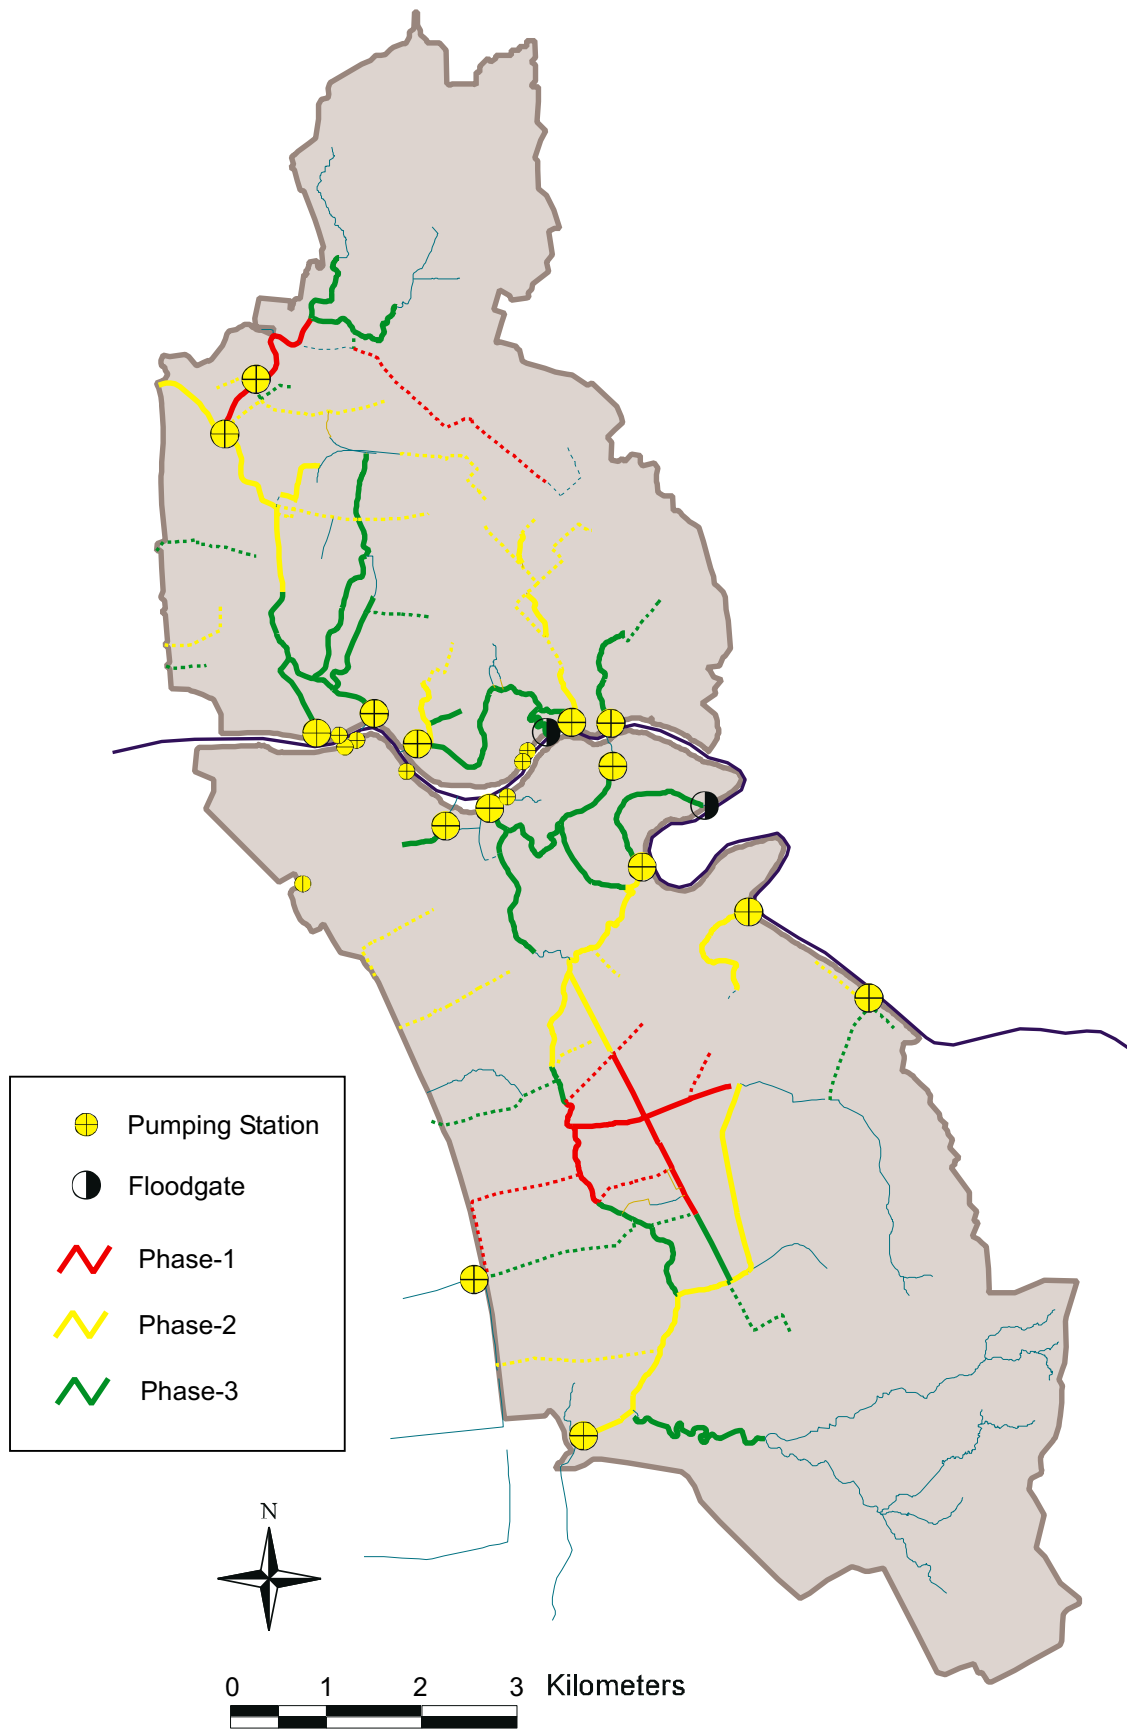 Pumping Station
Floodgate
Phase-1
Phase-2
Phase-3
N
0 1 2 3 Kilometers